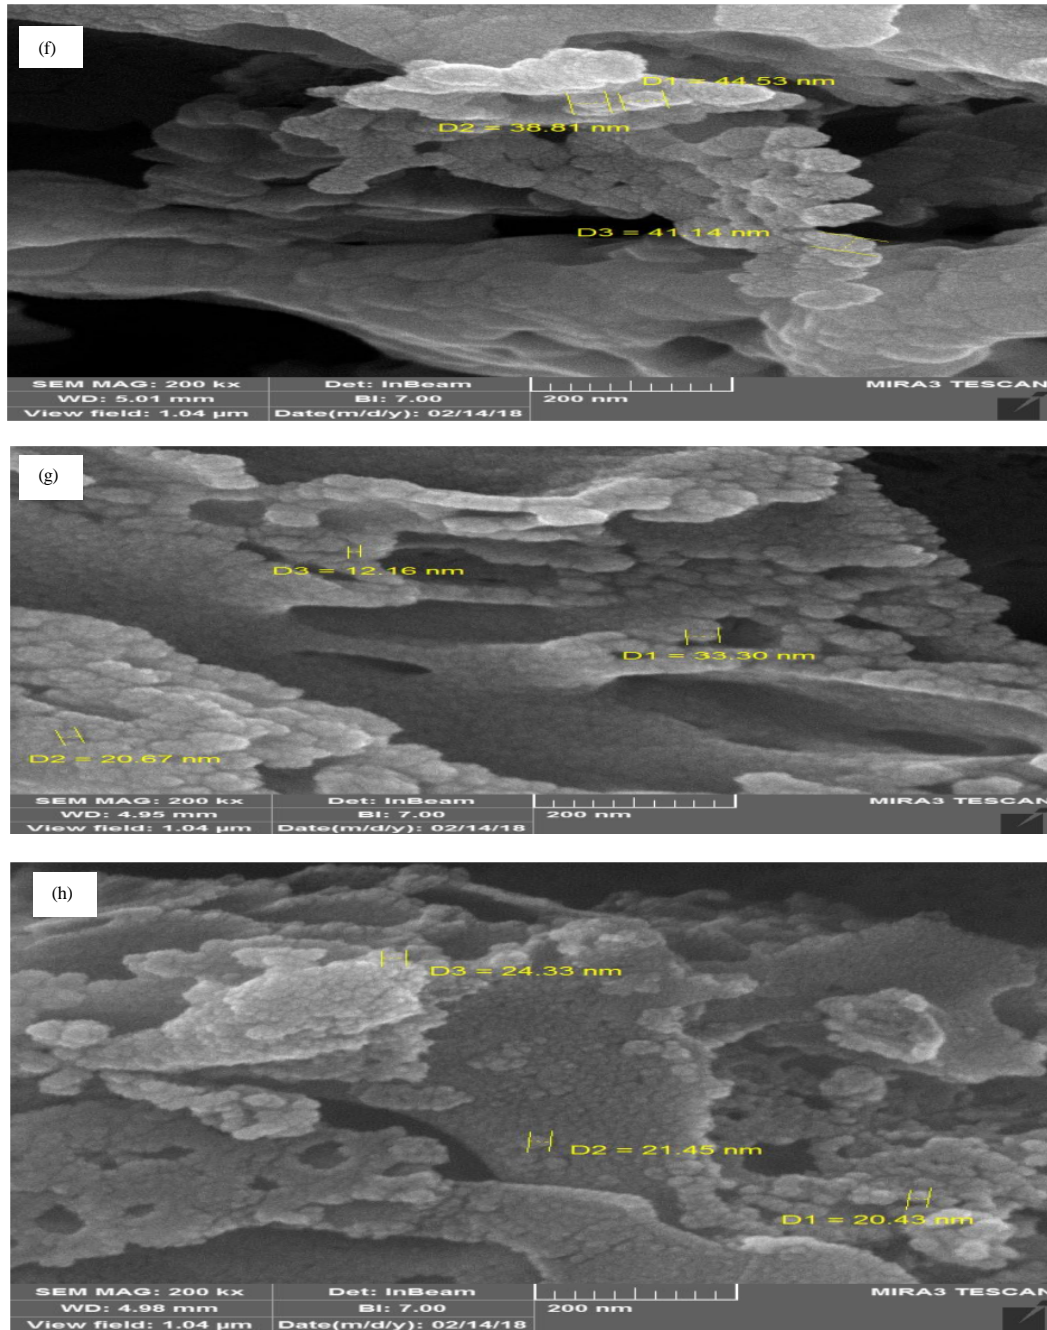 (f)
D1 = 44.53 nm
D2 = 38.81 nm
D3 = 41.14 nm
SEM MAG: 200 kx Det: InBeam MIRA3 TESCAN
WD: 5.01 mm BI: 7.00 200 nm
View field: 1.04 µm Date(m/d/y): 02/14/18
(g)
D3 = 12.16 nm
D1 = 33.30 nm
D2 = 20.67 nm
SEM MAG: 200 kx Det: InBeam MIRA3 TESCAN
WD: 4.95 mm BI: 7.00 200 nm
View field: 1.04 µm Date(m/d/y): 02/14/18
(h)
D3 = 24.33 nm
D2 = 21.45 nm
D1 = 20.43 nm
SEM MAG: 200 kx Det: InBeam MIRA3 TESCAN
WD: 4.98 mm BI: 7.00 200 nm
View field: 1.04 µm Date(m/d/y): 02/14/18